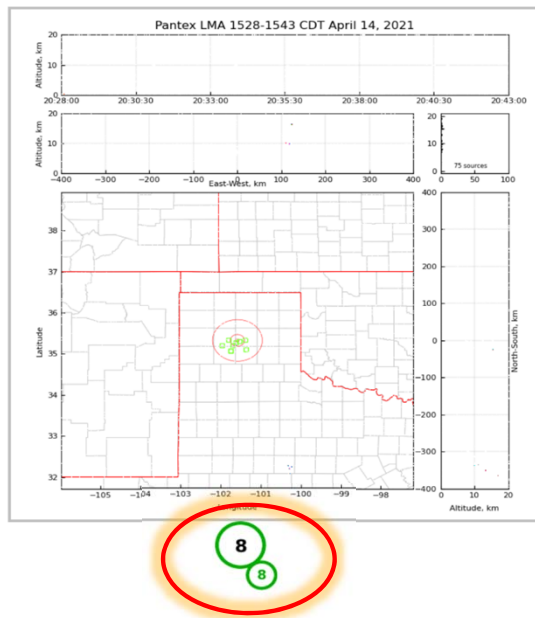 Pantex LMA 1528-1543 CDT April 14, 2021
Altitude, km
20
10
0
20:28:00 20:30:30 20:33:00 20:35:30 20:38:00 20:40:30 20:43:00
Altitude, km
20
10
0
−400 −300 −200 −100 0 100 200 300 400
East-West, km
20
10
0
75 sources
0 50 100
Latitude
38
37
36
35
34
33
32
−105 −104 −103 −102 −101 −100 −99 −98
400
300
200
100
0
−100
−200
−300
−400
North-South, km
0 10 20
Altitude, km
8
8